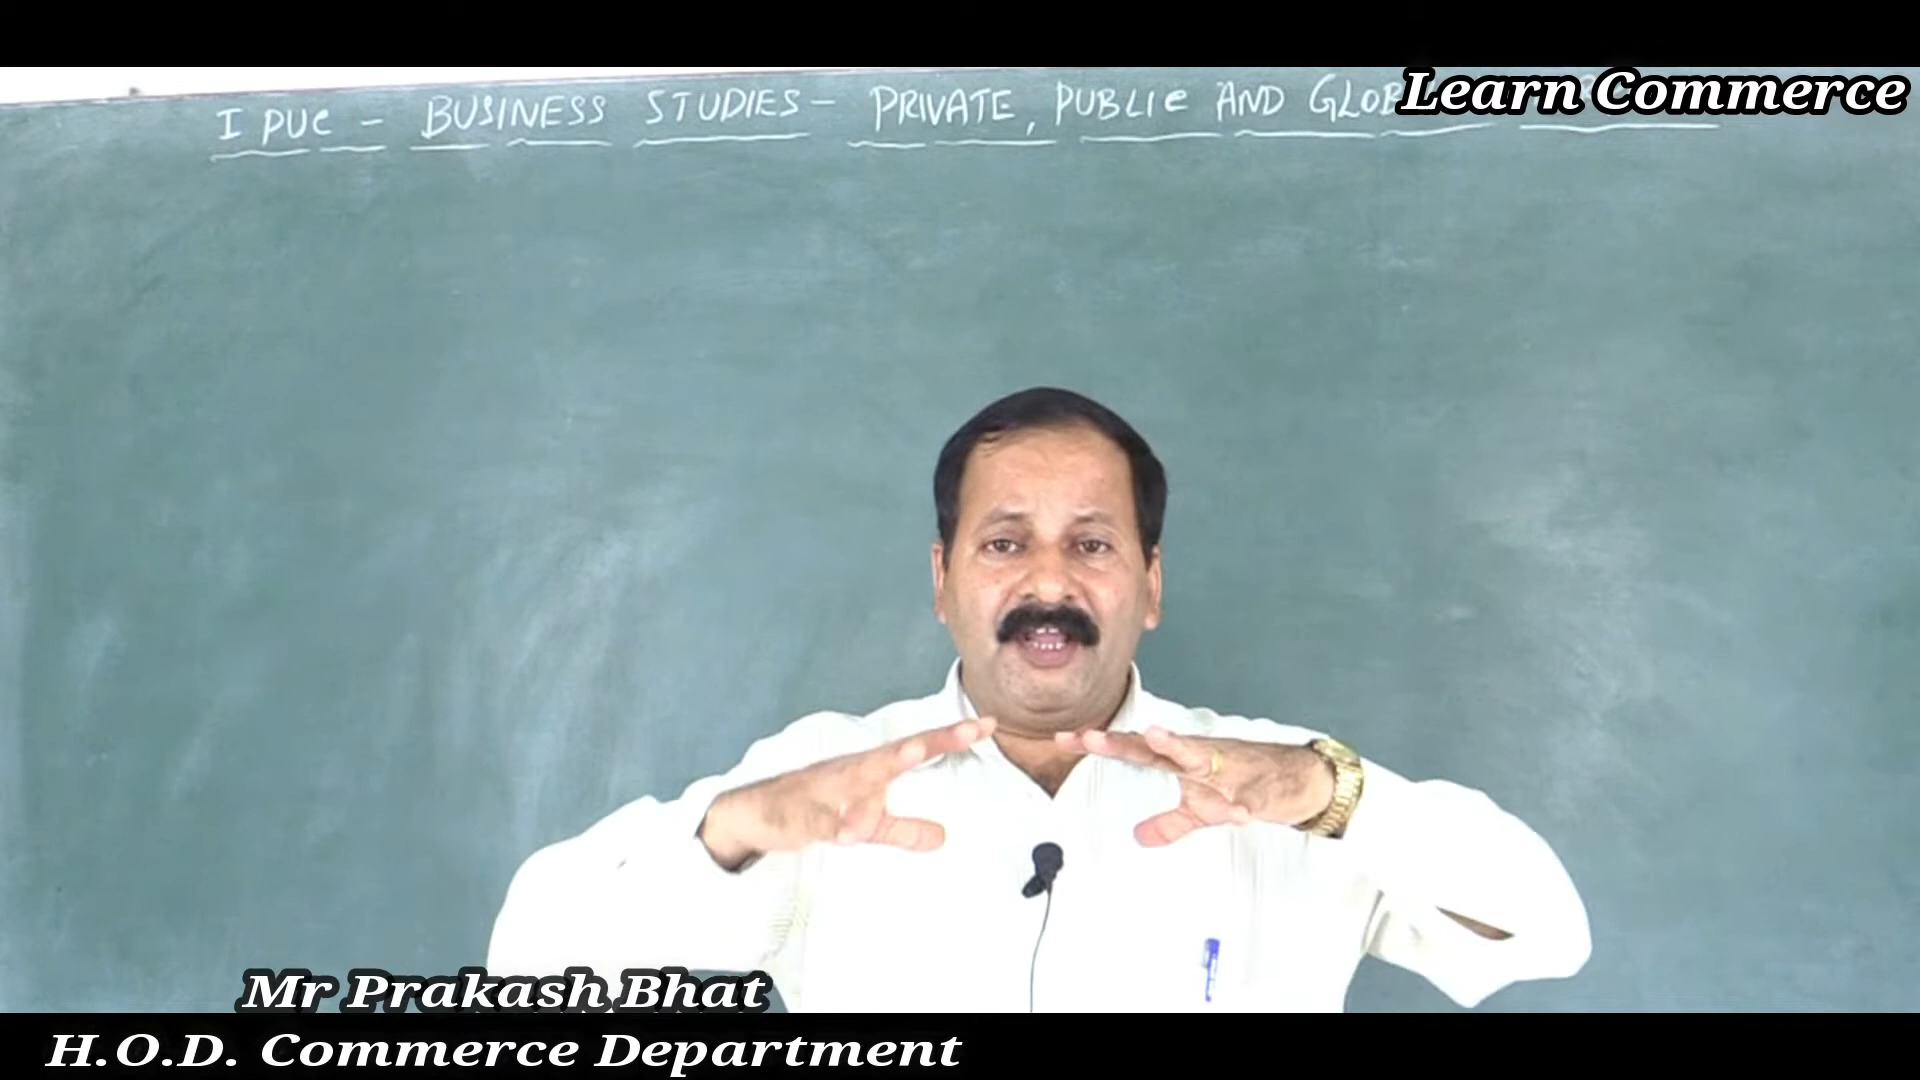 I PUC - BUSINESS STUDIES - PRIVATE, PUBLIC AND
Learn Commerce
Mr Prakash Bhat
H.O.D. Commerce Department